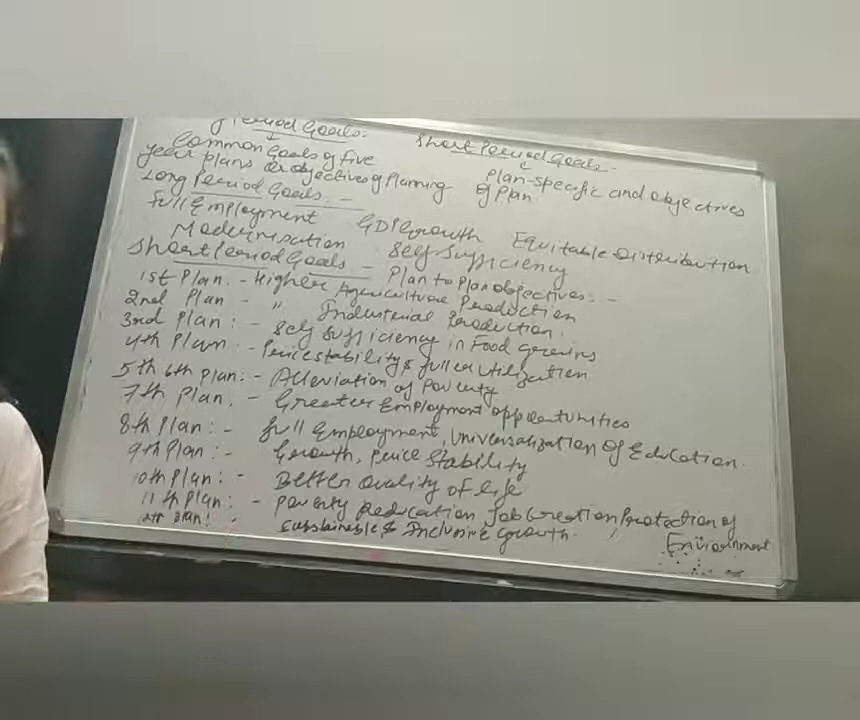 Period Goals:
Short Period Goals
Common Goals of five
year plans or objectives of Planning
Plan-specific and objectives
of Plan
Long Period Goals. -
full Employment GDP Growth Equitable Distribution
Modernisation Self Sufficiency
Short Period Goals - Plan to Plan objectives: -
1st Plan. - Higher Agricultural Production
2nd Plan - " Industrial Production.
3rd Plan: - Self Sufficiency in Food
4th Plan. - Price stability & utilization
5th 6th Plan: - Alleviation of Poverty
7th Plan. - Greater Employment opportunities
8th Plan: - full Employment, Universalization of Education.
9th Plan: - Growth, Price Stability
10th Plan: - Better Quality of life
11th Plan: - Poverty Job Creation Protection of
Environment
Plan: - Sustainable & Inclusive Growth.